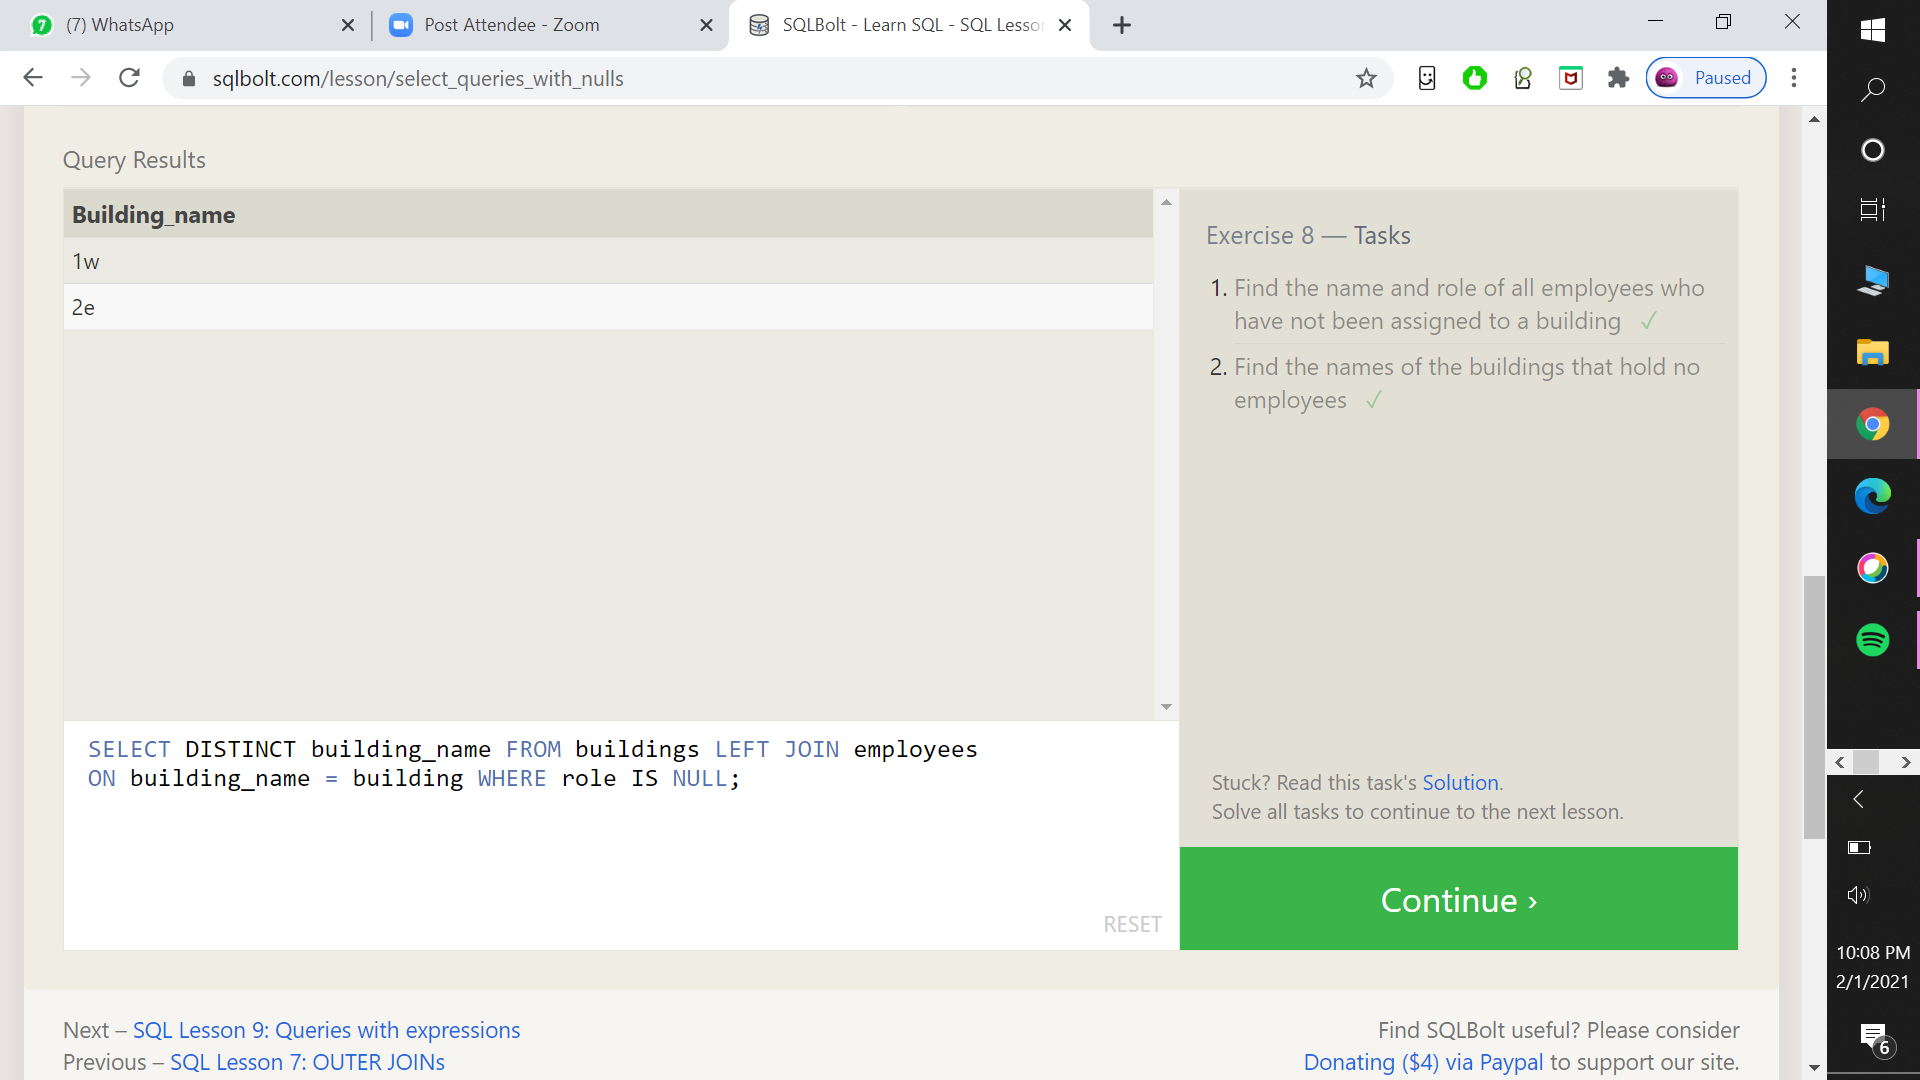 (7) WhatsApp
Post Attendee - Zoom
SQLBolt - Learn SQL - SQL Lesson
sqlbolt.com/lesson/select_queries_with_nulls
Paused
Query Results
Building_name
1w
2e
SELECT DISTINCT building_name FROM buildings LEFT JOIN employees
ON building_name = building WHERE role IS NULL;
RESET
Exercise 8 — Tasks
1. Find the name and role of all employees who
have not been assigned to a building ✓
2. Find the names of the buildings that hold no
employees ✓
Stuck? Read this task's Solution.
Solve all tasks to continue to the next lesson.
Continue ›
Next – SQL Lesson 9: Queries with expressions
Previous – SQL Lesson 7: OUTER JOINs
Find SQLBolt useful? Please consider
Donating ($4) via Paypal to support our site.
10:08 PM
2/1/2021
6